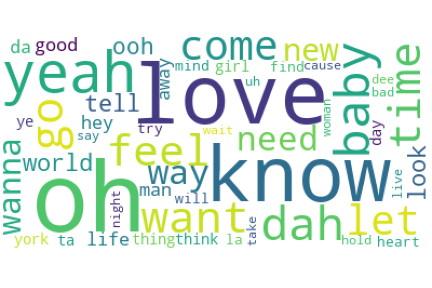 da good ooh come new
yeah love away mind girl find cause baby time
tell uh dee bad
ye go hey try feel need wait woman day
say
wanna world way know look
oh man will want live
night dah let
york ta life thing think la take hold heart